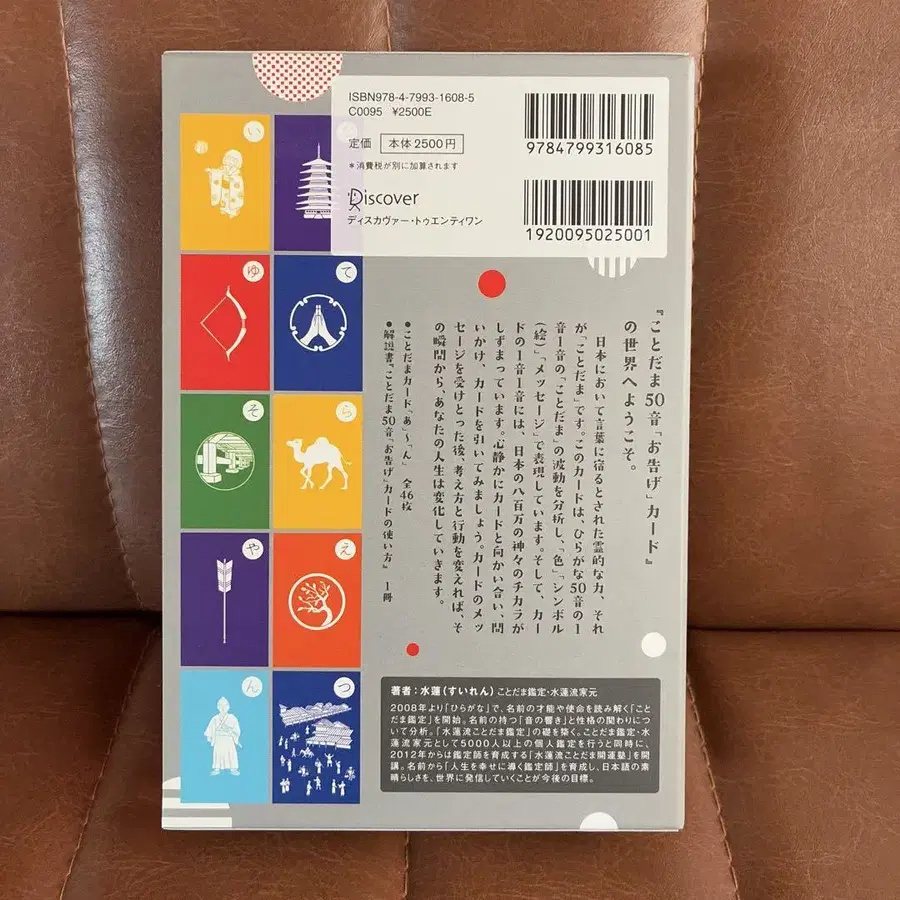 ISBN978-4-7993-1608-5
C0095 ¥2500E
定価 本体2500円
*消費税が別に加算されます
Discover
ディスカヴァー・トゥエンティワン
9784799316085
1920095025001
い
ゆ
て
そ
ら
や
え
ん
つ
『ことだま50音「お告げ」カード』
の世界へようこそ。
日本において言葉に宿るとされた霊的な力、それ
が「ことだま」です。このカードは、ひらがな50音の1
音1音の「ことだま」の波動を分析し、「色」「シンボル
(絵)」「メッセージ」で表現しています。そして、カー
ドの1音1音には、日本の八百万の神々のチカラが
しずまっています。心静かにカードと向かい合い、問
いかけ、カードを引いてみましょう。カードのメッ
セージを受けとった後、考え方と行動を変えれば、そ
の瞬間から、あなたの人生は変化していきます。
●ことだまカード「あ」〜「ん」 全46枚
●解説書『ことだま50音「お告げ」カードの使い方』 1冊
著者:水蓮(すいれん) ことだま鑑定・水蓮流家元
2008年より「ひらがな」で、名前の才能や使命を読み解く「こと
だま鑑定」を開始。名前の持つ「音の響き」と性格の関わりについ
て分析。「水蓮流ことだま鑑定」の礎を築く。ことだま鑑定・水
蓮流家元として5000人以上の個人鑑定を行うと同時に、
2012年からは鑑定師を育成する「水蓮流ことだま開運塾」を開
講。名前から「人生を幸せに導く鑑定師」を育成し、日本語の素
晴らしさを、世界に発信していくことが今後の目標。